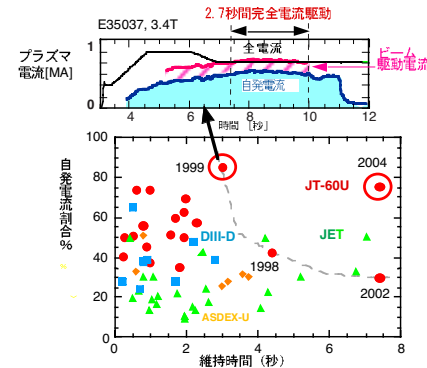 2.7秒間完全電流駆動
E35037, 3.4T
プラズマ
電流[MA]
1
0
全電流
自発電流
ビーム
駆動電流
3 4 6 8 10 12
時間 [秒]
自発電流割合%
100
80
60
40
20
0
1999
2004
JT-60U
DIII-D
JET
1998
ASDEX-U
2002
0 2 4 6 8
維持時間(秒)